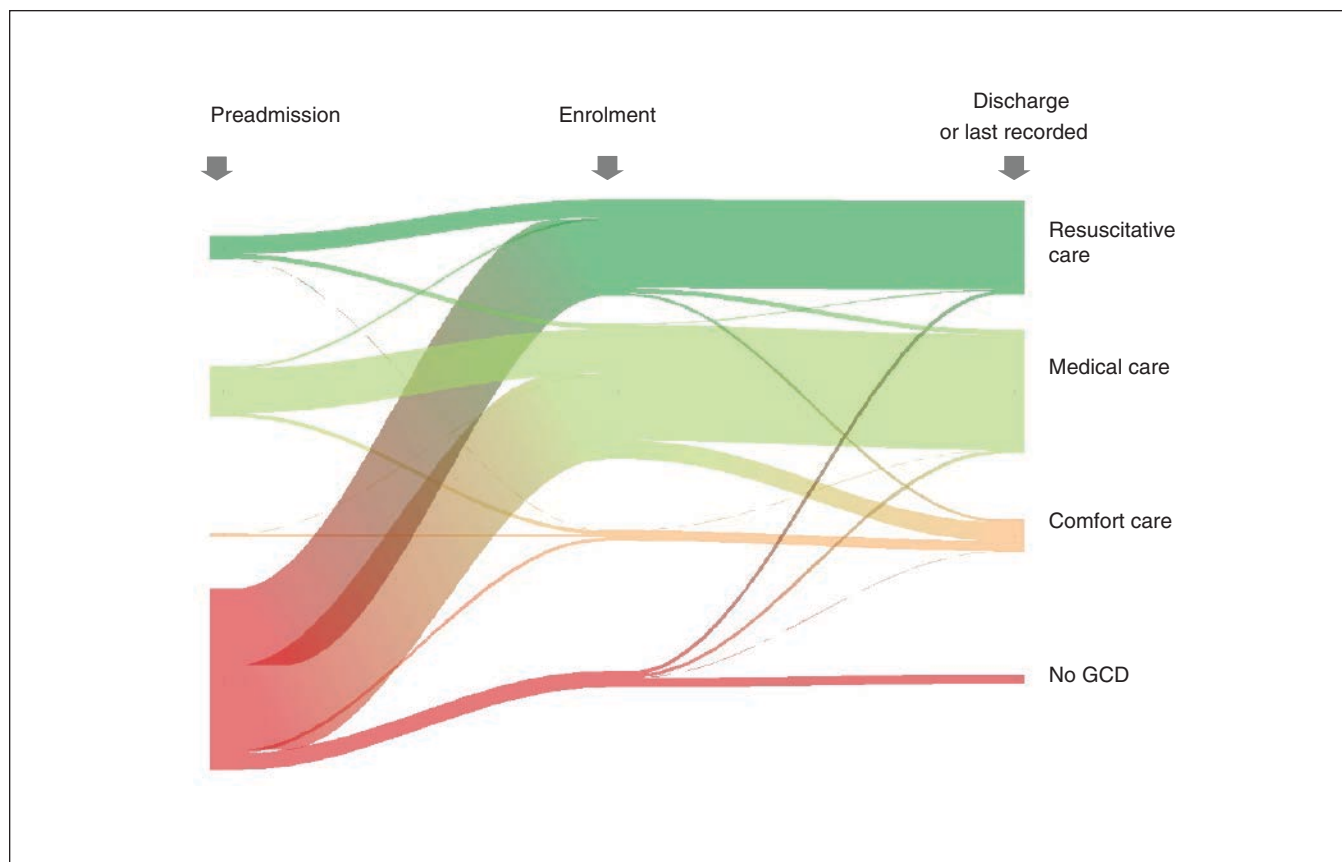 Preadmission
Enrolment
Discharge
or last recorded
Resuscitative
care
Medical care
Comfort care
No GCD